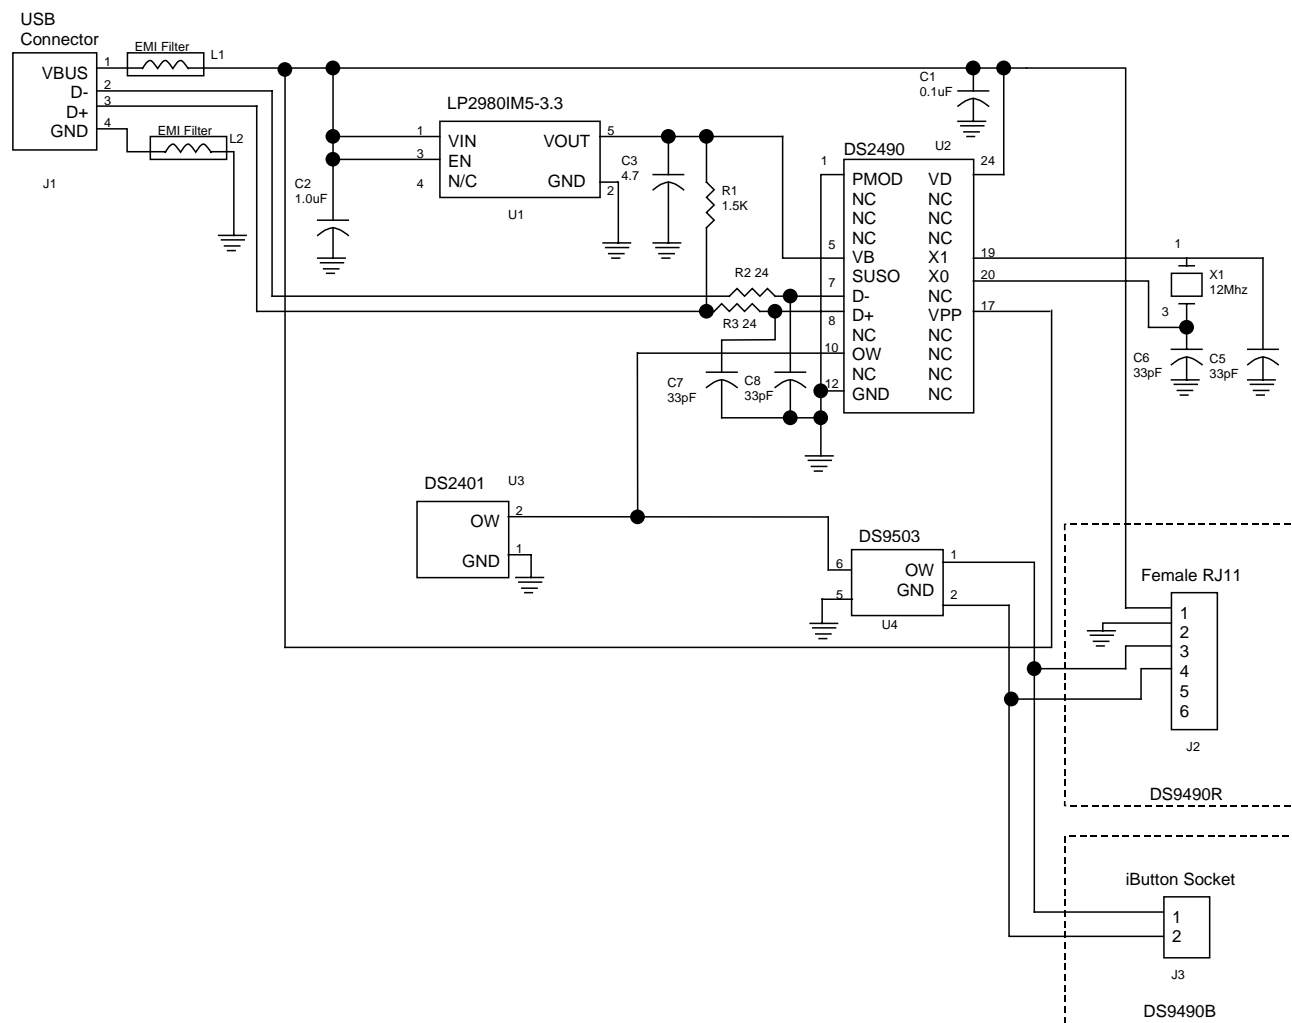 USB
Connector
EMI Filter
L1
VBUS
1
D-
2
D+
3
GND
4
EMI Filter
L2
J1
C2
1.0uF
LP2980IM5-3.3
1
VIN
VOUT
5
3
EN
4
N/C
GND
2
U1
C3
4.7
R1
1.5K
C1
0.1uF
DS2490
U2
1
24
PMOD
VD
NC
NC
NC
NC
NC
NC
5
VB
X1
19
SUSO
X0
20
7
D-
NC
8
D+
VPP
17
NC
NC
10
OW
NC
NC
NC
12
GND
NC
R2 24
R3 24
C7
33pF
C8
33pF
1
X1
12Mhz
3
C6
33pF
C5
33pF
DS2401
U3
OW
2
GND
1
DS9503
6
OW
1
GND
5
2
U4
Female RJ11
1
2
3
4
5
6
J2
DS9490R
iButton Socket
1
2
J3
DS9490B